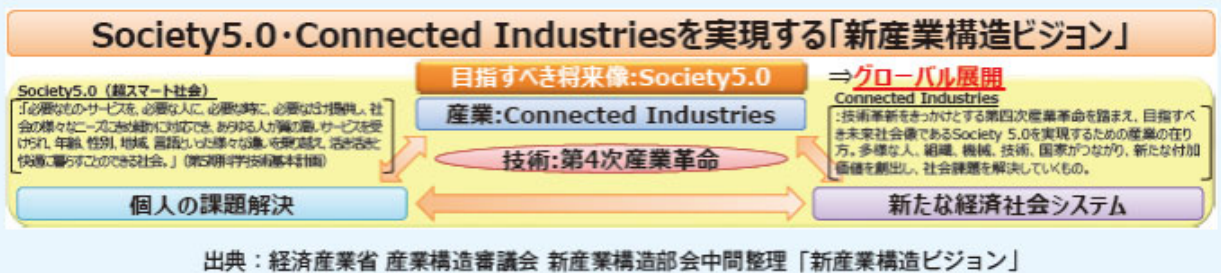 Society5.0・Connected Industriesを実現する「新産業構造ビジョン」
目指すべき将来像:Society5.0
産業:Connected Industries
技術:第4次産業革命
Society5.0（超スマート社会）
「必要なもの・サービスを、必要な人に、必要な時に、必要なだけ提供し、社
会の様々なニーズにきめ細かに対応でき、あらゆる人が質の高いサービスを受
けられ、年齢、性別、地域、言語といった様々な違いを乗り越え、活き活きと
快適に暮らすことのできる社会。」（第5期科学技術基本計画）
⇒グローバル展開
Connected Industries
:技術革新をきっかけとする第四次産業革命を踏まえ、目指すべ
き未来社会像であるSociety 5.0を実現するための産業の在り
方。多様な人、組織、機械、技術、国家がつながり、新たな付加
価値を創出し、社会課題を解決していくもの。
個人の課題解決
新たな経済社会システム
出典：経済産業省 産業構造審議会 新産業構造部会中間整理「新産業構造ビジョン」